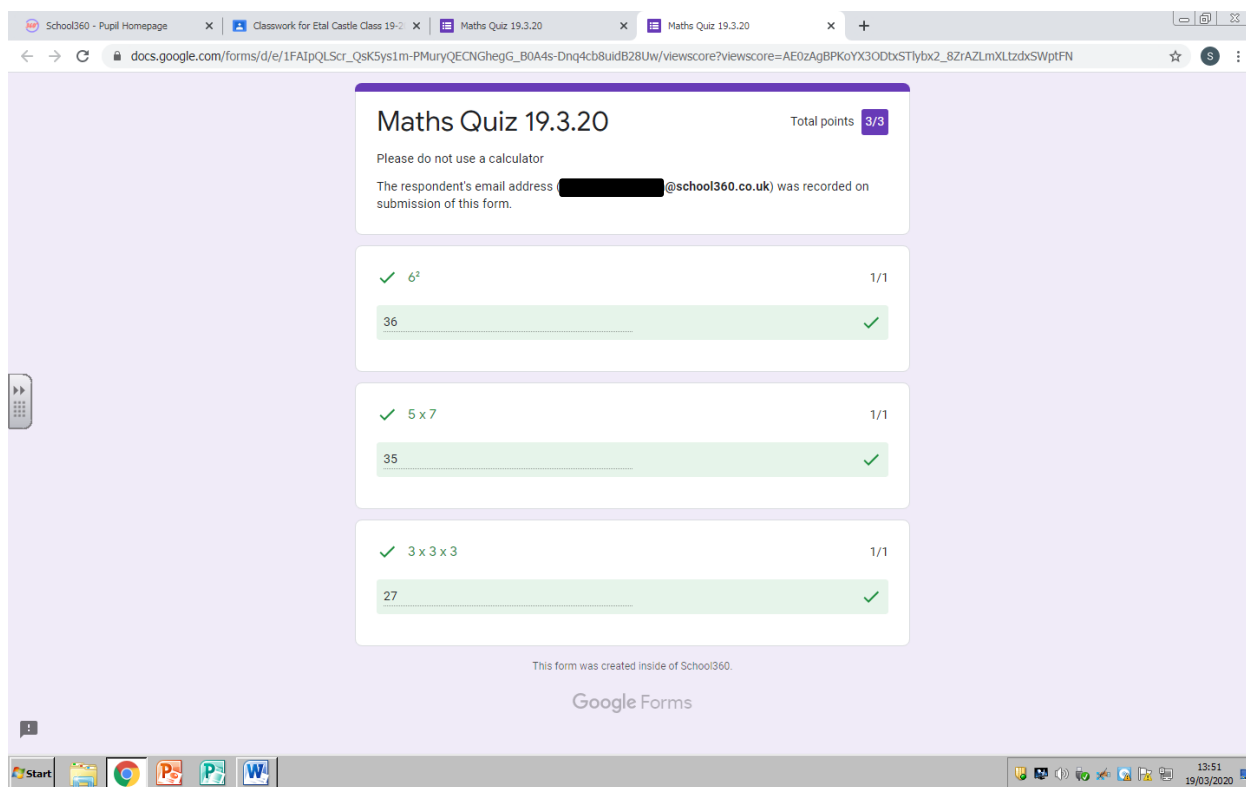 School360 - Pupil Homepage
Classwork for Etal Castle Class 19-2
Maths Quiz 19.3.20
Maths Quiz 19.3.20
docs.google.com/forms/d/e/1FAIpQLScr_QsK5ys1m-PMuryQECNGhegG_B0A4s-Dnq4cb8uidB28Uw/viewscore?viewscore=AE0zAgBPKoYX3ODtxSTlybx2_8ZrAZLmXLtzdxSWptFN
S
Maths Quiz 19.3.20
Total points 3/3
Please do not use a calculator
The respondent's email address (@school360.co.uk) was recorded on
submission of this form.
6² 1/1
36
5 x 7 1/1
35
3 x 3 x 3 1/1
27
This form was created inside of School360.
Google Forms
Start
13:51
19/03/2020